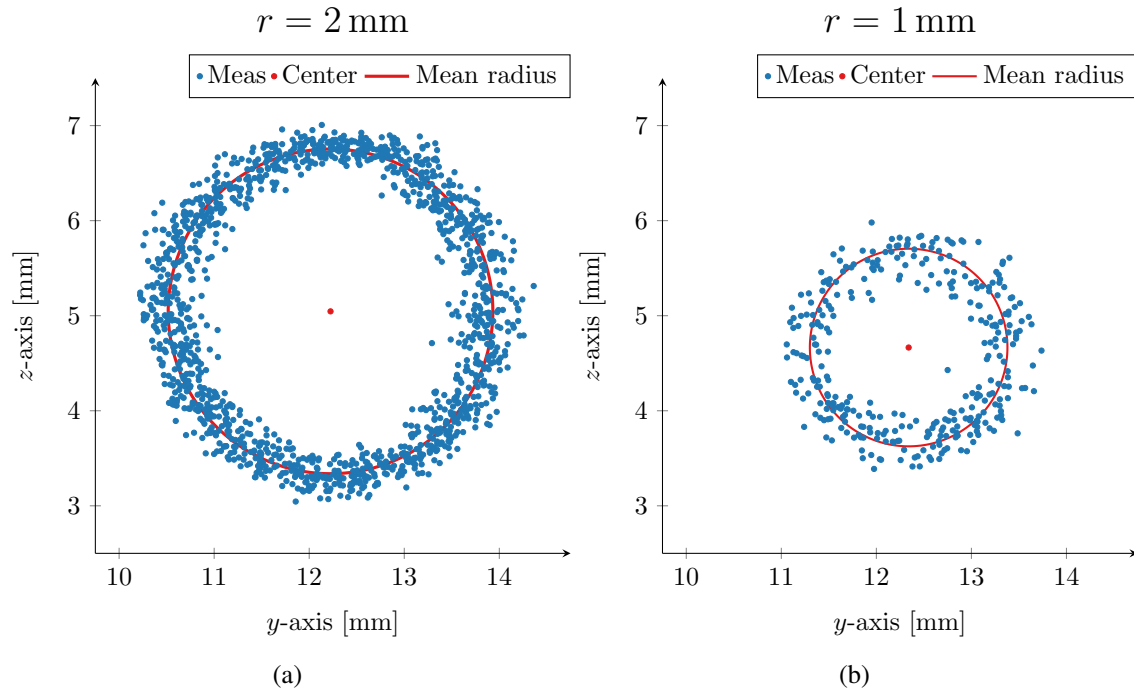 r = 2 mm
Meas Center Mean radius
7
6
5
4
3
10 11 12 13 14
z-axis [mm]
y-axis [mm]
(a)
r = 1 mm
Meas Center Mean radius
7
6
5
4
3
10 11 12 13 14
z-axis [mm]
y-axis [mm]
(b)